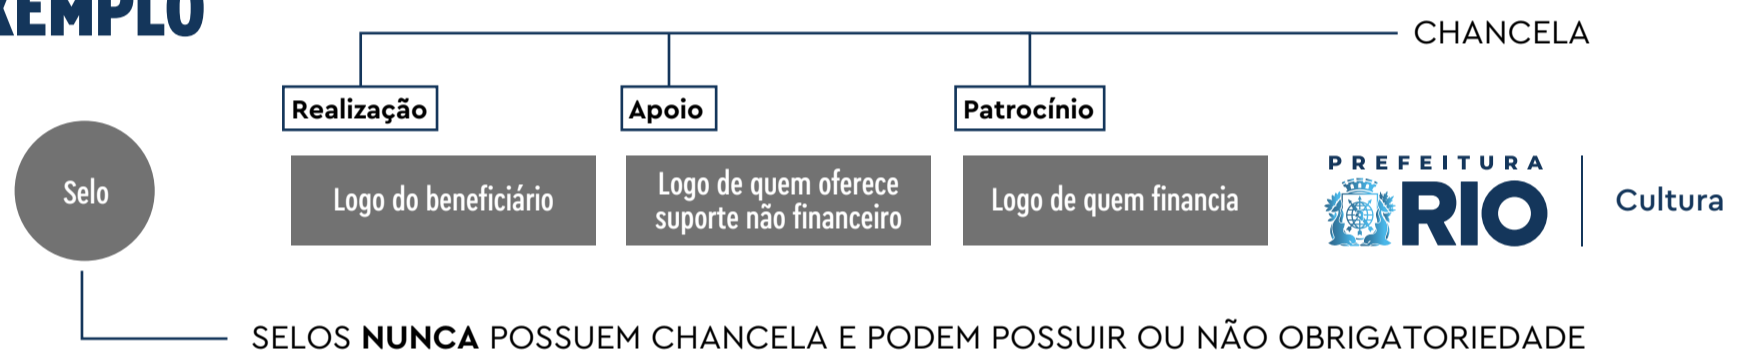 XEMPLO
CHANCELA
Realização
Apoio
Patrocínio
Selo
Logo do beneficiário
Logo de quem oferece
suporte não financeiro
Logo de quem financia
PREFEITURA
RIO
Cultura
SELOS NUNCA POSSUEM CHANCELA E PODEM POSSUIR OU NÃO OBRIGATORIEDADE